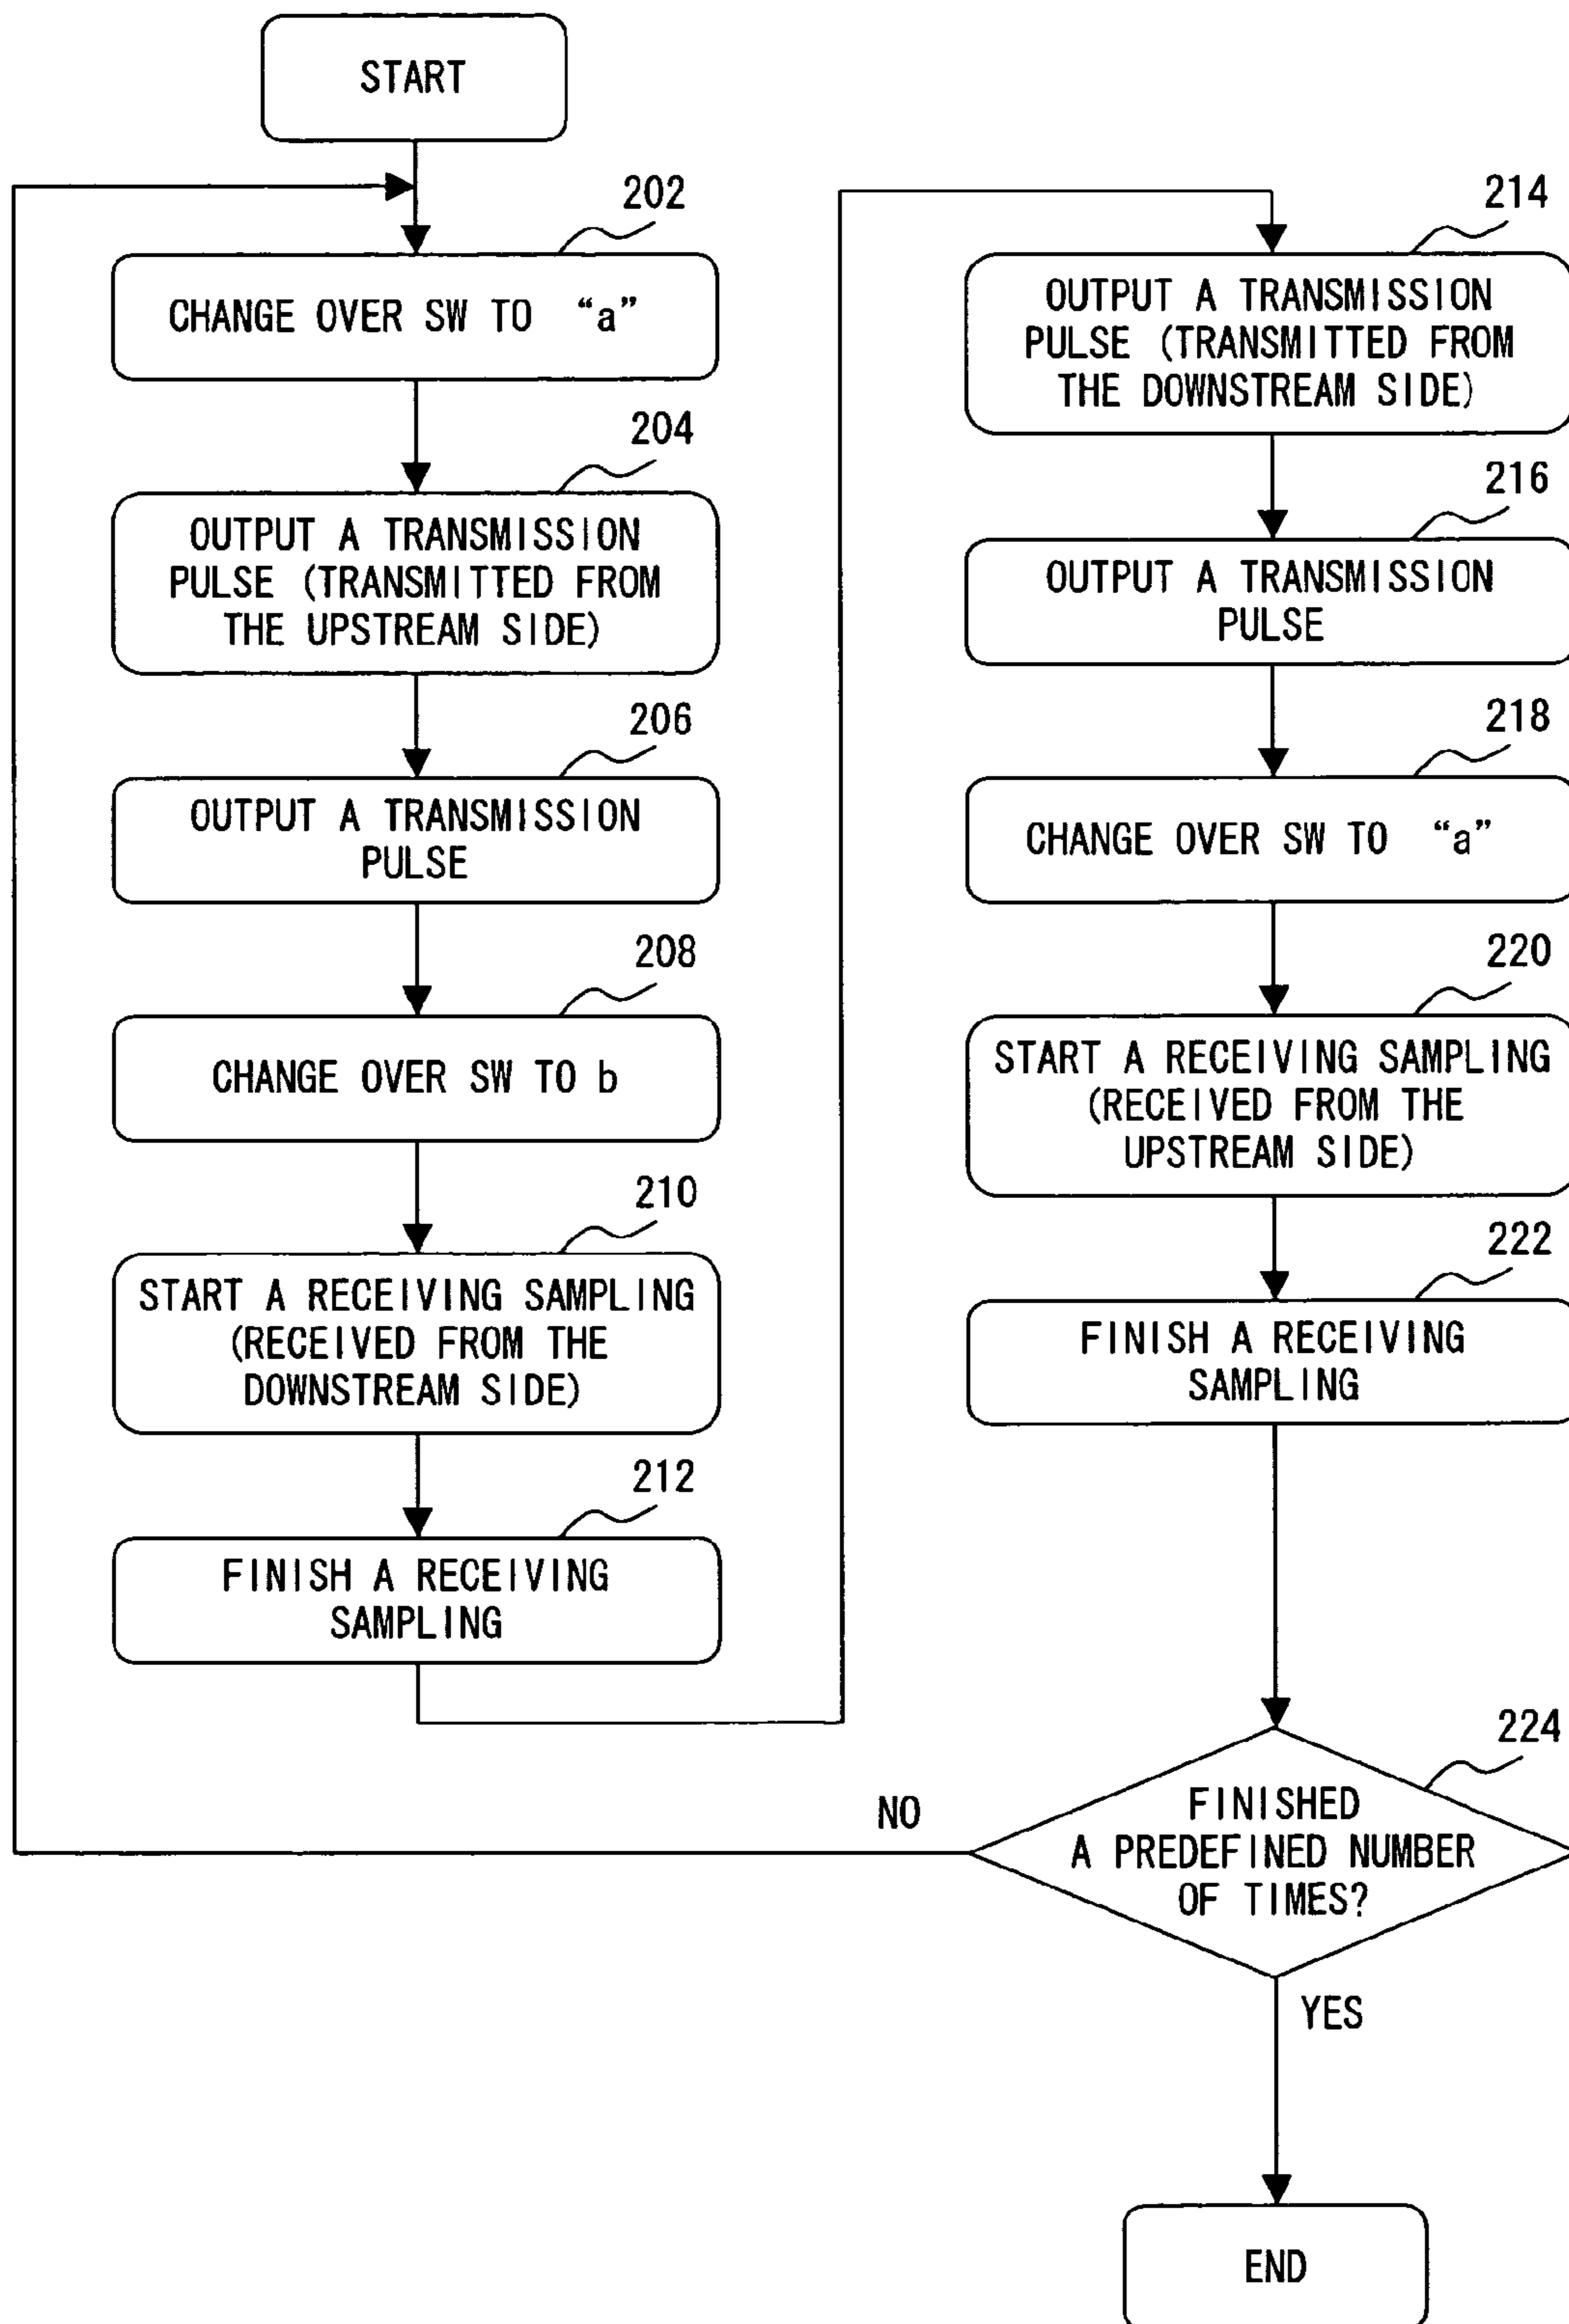 START
202
CHANGE OVER SW TO “a”
204
OUTPUT A TRANSMISSION
PULSE (TRANSMITTED FROM
THE UPSTREAM SIDE)
206
OUTPUT A TRANSMISSION
PULSE
208
CHANGE OVER SW TO b
210
START A RECEIVING SAMPLING
(RECEIVED FROM THE
DOWNSTREAM SIDE)
212
FINISH A RECEIVING
SAMPLING
214
OUTPUT A TRANSMISSION
PULSE (TRANSMITTED FROM
THE DOWNSTREAM SIDE)
216
OUTPUT A TRANSMISSION
PULSE
218
CHANGE OVER SW TO “a”
220
START A RECEIVING SAMPLING
(RECEIVED FROM THE
UPSTREAM SIDE)
222
FINISH A RECEIVING
SAMPLING
224
FINISHED
A PREDEFINED NUMBER
OF TIMES?
NO
YES
END